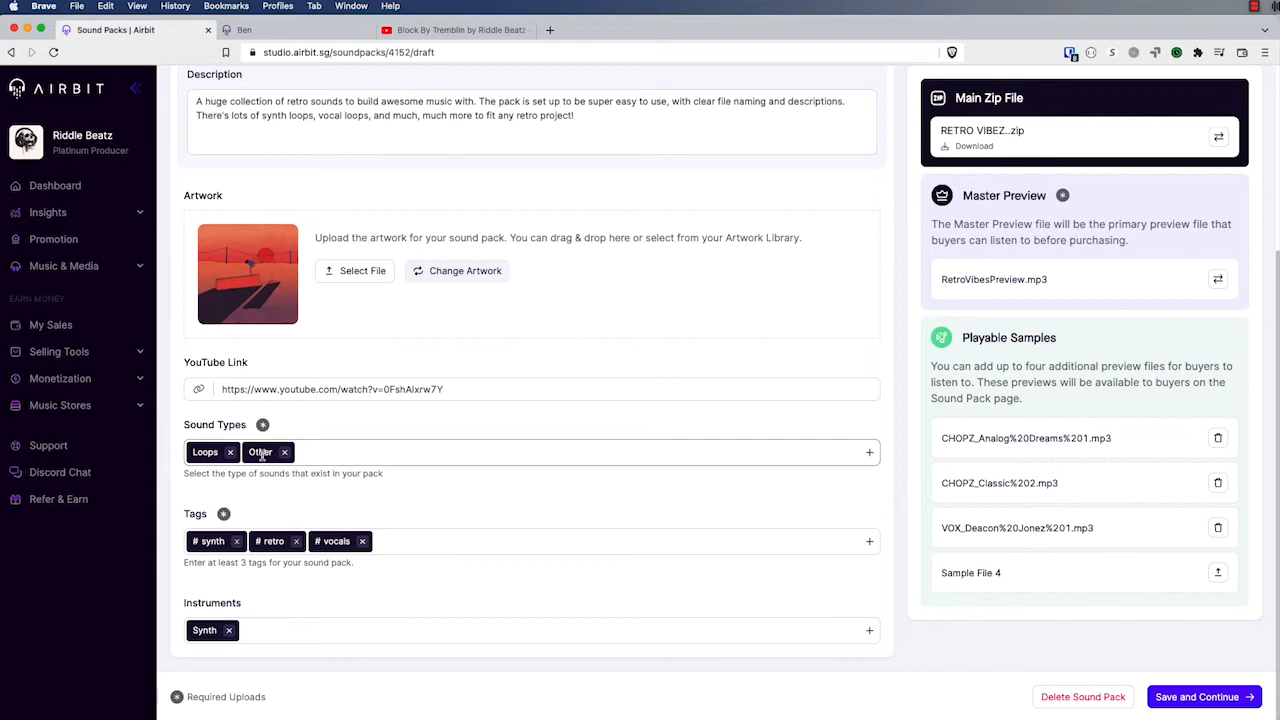 Brave File Edit View History Bookmarks Profiles Tab Window Help
Sound Packs | Airbit
Ben
Block By Tremblin by Riddle Beatz
studio.airbit.sg/soundpacks/4152/draft
AIRBIT
Riddle Beatz
Platinum Producer
Dashboard
Insights
Promotion
Music & Media
EARN MONEY
My Sales
Selling Tools
Monetization
Music Stores
Support
Discord Chat
Refer & Earn
Description
A huge collection of retro sounds to build awesome music with. The pack is set up to be super easy to use, with clear file naming and descriptions.
There's lots of synth loops, vocal loops, and much, much more to fit any retro project!
Artwork
Upload the artwork for your sound pack. You can drag & drop here or select from your Artwork Library.
Select File
Change Artwork
YouTube Link
https://www.youtube.com/watch?v=0FshAlxrw7Y
Sound Types
Loops
Other
Select the type of sounds that exist in your pack
Tags
# synth
# retro
# vocals
Enter at least 3 tags for your sound pack.
Instruments
Synth
Required Uploads
ZIP
Main Zip File
RETRO VIBEZ..zip
Download
Master Preview
The Master Preview file will be the primary preview file that
buyers can listen to before purchasing.
RetroVibesPreview.mp3
Playable Samples
You can add up to four additional preview files for buyers to
listen to. These previews will be available to buyers on the
Sound Pack page.
CHOPZ_Analog%20Dreams%201.mp3
CHOPZ_Classic%202.mp3
VOX_Deacon%20Jonez%201.mp3
Sample File 4
Delete Sound Pack
Save and Continue